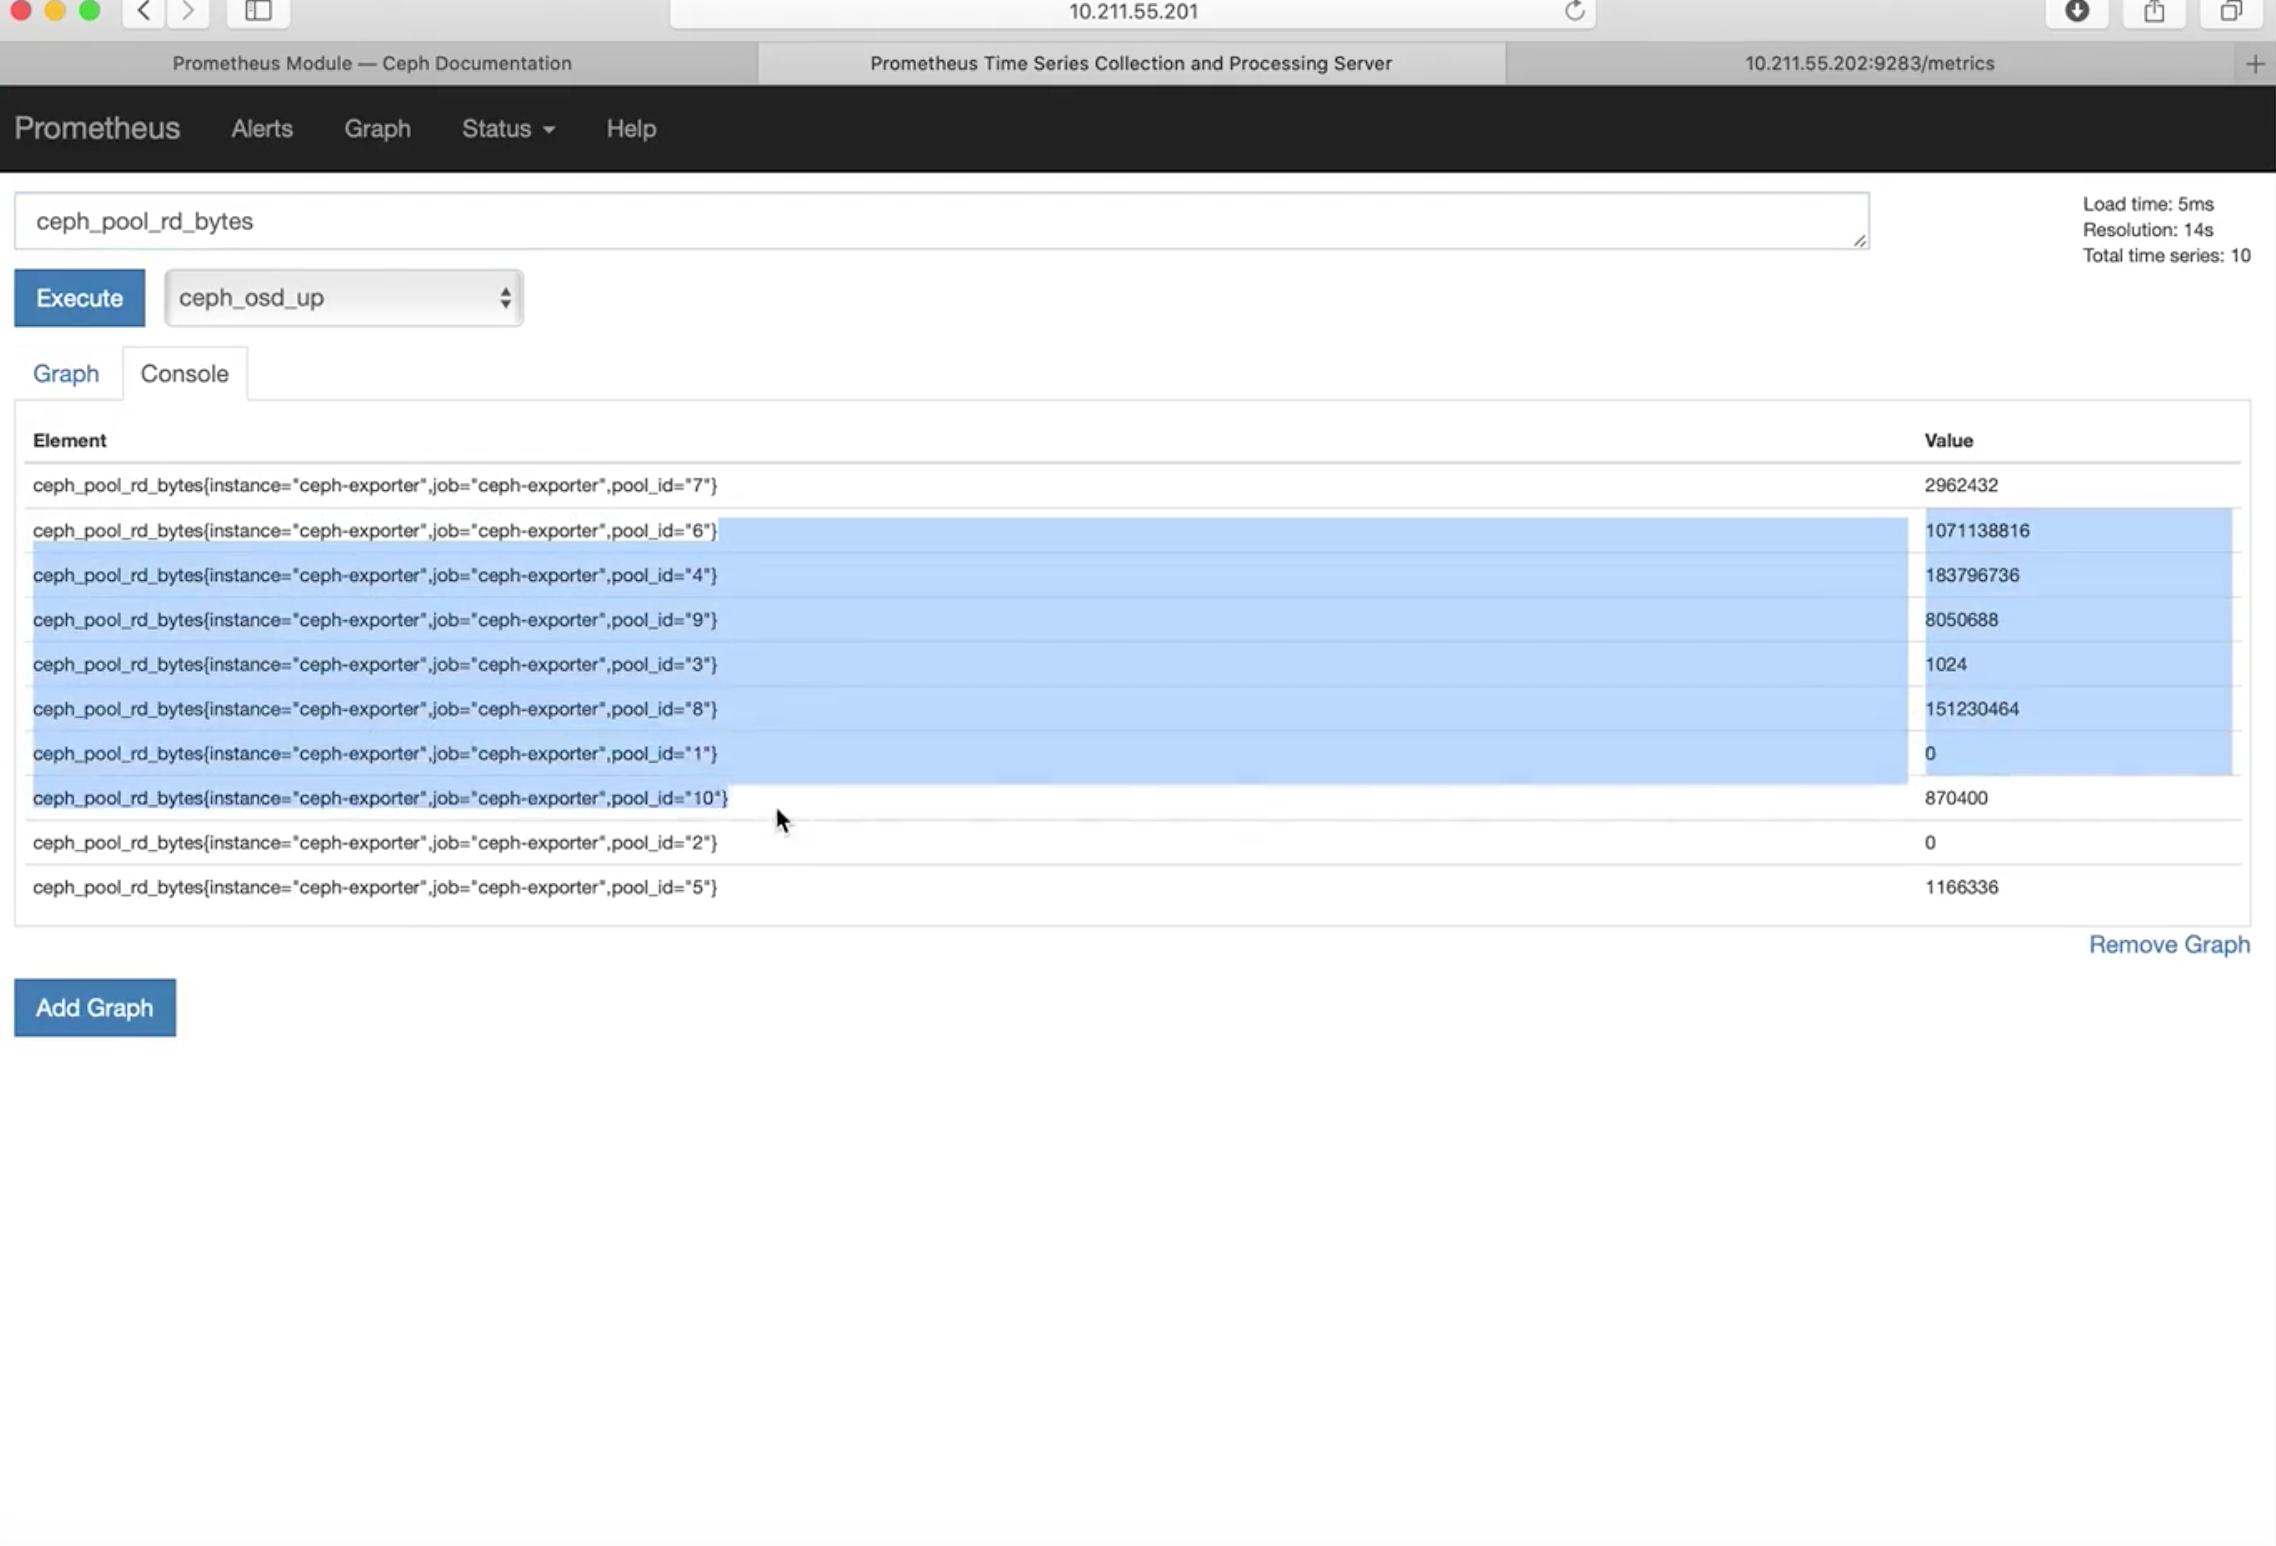 10.211.55.201
Prometheus Module — Ceph Documentation
Prometheus Time Series Collection and Processing Server
10.211.55.202:9283/metrics
Prometheus Alerts Graph Status Help
ceph_pool_rd_bytes
Load time: 5ms
Resolution: 14s
Total time series: 10
Execute ceph_osd_up
Graph Console
Element Value
ceph_pool_rd_bytes{instance="ceph-exporter",job="ceph-exporter",pool_id="7"} 2962432
ceph_pool_rd_bytes{instance="ceph-exporter",job="ceph-exporter",pool_id="6"} 1071138816
ceph_pool_rd_bytes{instance="ceph-exporter",job="ceph-exporter",pool_id="4"} 183796736
ceph_pool_rd_bytes{instance="ceph-exporter",job="ceph-exporter",pool_id="9"} 8050688
ceph_pool_rd_bytes{instance="ceph-exporter",job="ceph-exporter",pool_id="3"} 1024
ceph_pool_rd_bytes{instance="ceph-exporter",job="ceph-exporter",pool_id="8"} 151230464
ceph_pool_rd_bytes{instance="ceph-exporter",job="ceph-exporter",pool_id="1"} 0
ceph_pool_rd_bytes{instance="ceph-exporter",job="ceph-exporter",pool_id="10"} 870400
ceph_pool_rd_bytes{instance="ceph-exporter",job="ceph-exporter",pool_id="2"} 0
ceph_pool_rd_bytes{instance="ceph-exporter",job="ceph-exporter",pool_id="5"} 1166336
Remove Graph
Add Graph